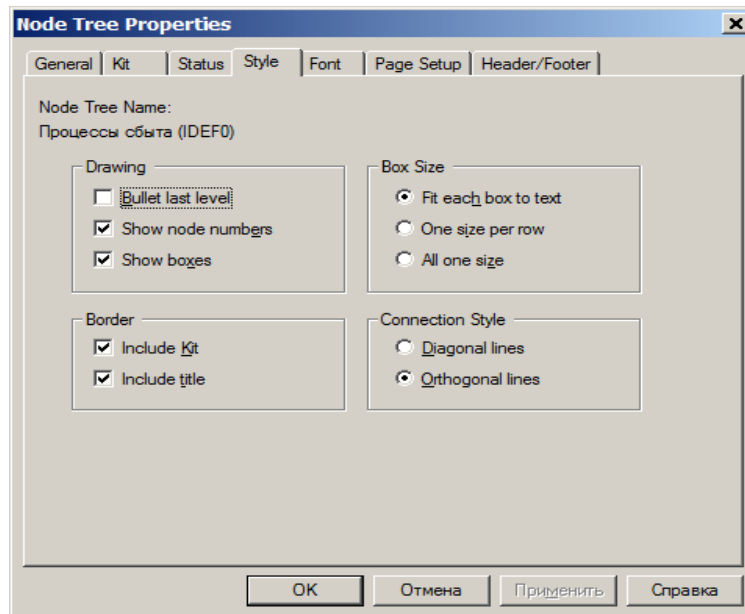 Node Tree Properties
General Kit Status Style Font Page Setup Header/Footer
Node Tree Name:
Процессы сбыта (IDEF0)
Drawing
Bullet last level
Show node numbers
Show boxes
Box Size
Fit each box to text
One size per row
All one size
Border
Include Kit
Include title
Connection Style
Diagonal lines
Orthogonal lines
OK Отмена Применить Справка